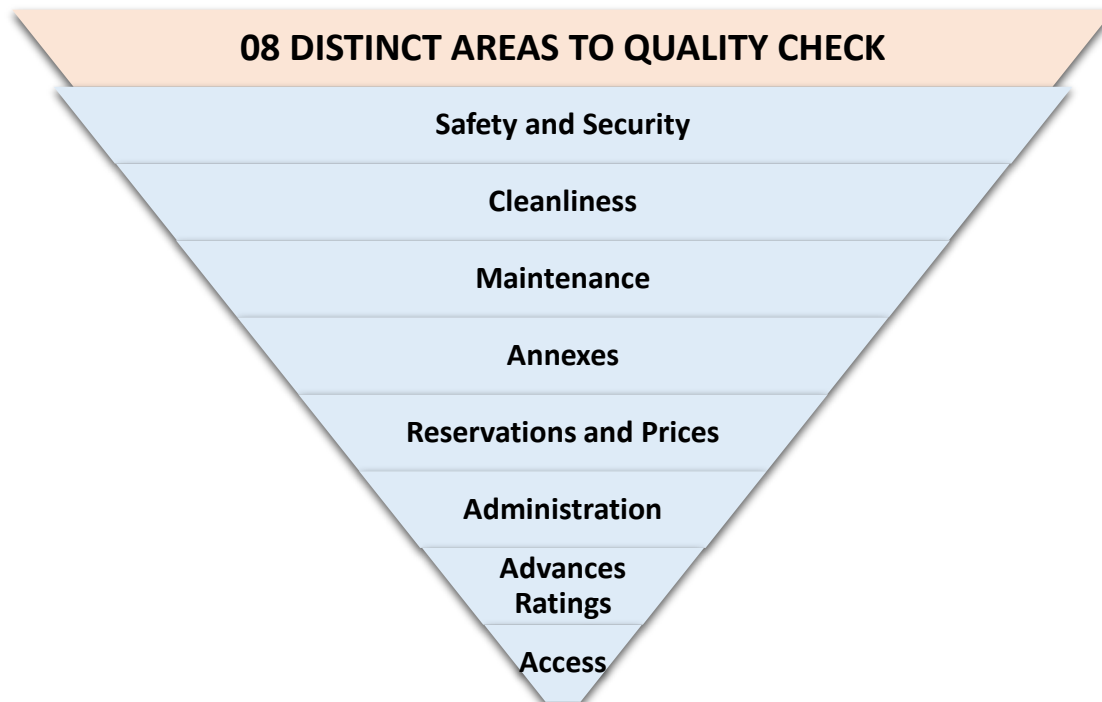 08 DISTINCT AREAS TO QUALITY CHECK
Safety and Security
Cleanliness
Maintenance
Annexes
Reservations and Prices
Administration
Advances
Ratings
Access